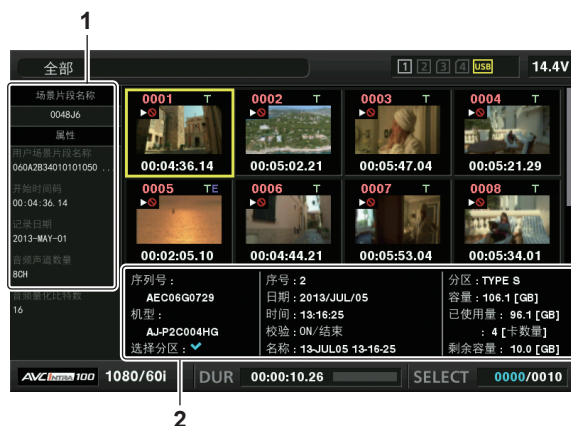 1
全部
1 2 3 4 USB
14.4V
场景片段名称
0048J6
属性
用户场景片段名称
060A2B34010101050 ..
开始时间码
00:04:36.14
记录日期
2013-MAY-01
音频声道数量
8CH
音频量化比特数
16
0001 T
00:04:36.14
0002 T
00:05:02.21
0003 T
00:05:47.04
0004 T
00:05:21.29
0005 TE
00:02:05.10
0006 T
00:04:44.21
0007 T
00:05:53.04
0008 T
00:05:34.01
序列号：
AEC06G0729
机型：
AJ-P2C004HG
选择分区：
序号：2
日期：2013/JUL/05
时间：13:16:25
校验：ON/结束
名称：13-JUL05 13-16-25
分区：TYPE S
容量：106.1 [GB]
已使用量： 96.1 [GB]
：4 [卡数量]
剩余容量： 10.0 [GB]
AVC INTRA 100 1080/60i DUR 00:00:10.26 SELECT 0000/0010
2